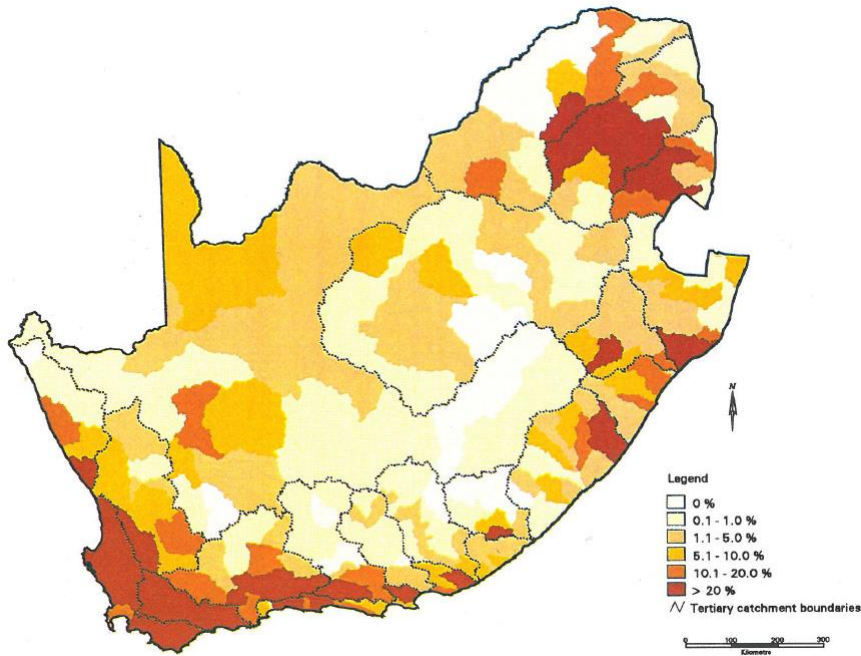 N
Legend
0 %
0.1 - 1.0 %
1.1 - 5.0 %
5.1 - 10.0 %
10.1 - 20.0 %
> 20 %
Tertiary catchment boundaries
0 100 200 300
Kilometre